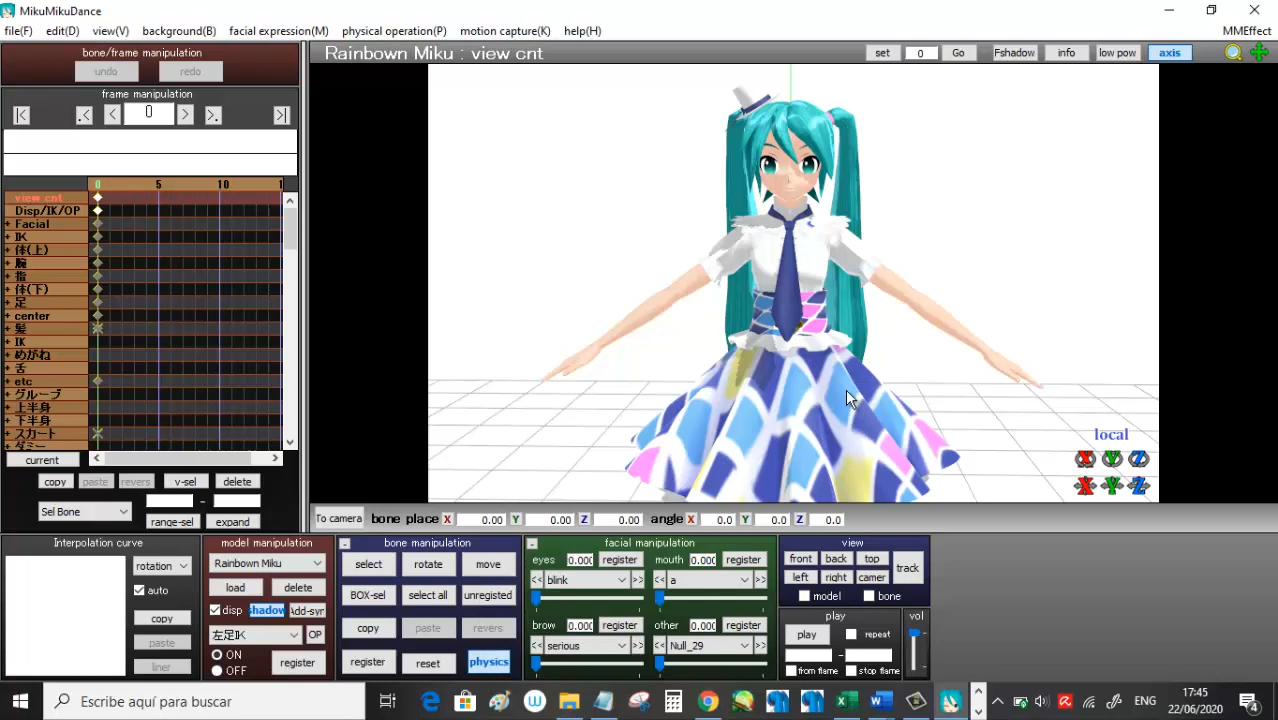 MikuMikuDance
file(F) edit(D) view(V) background(B) facial expression(M) physical operation(P) motion capture(K) help(H) MMEffect
bone/frame manipulation
undo redo
frame manipulation
|< .< < 0 > >. >|
0 5 10 1
view cnt
Disp/IK/OP
+ Facial
+ IK
+ 体(上)
+ 腕
+ 指
+ 体(下)
+ 足
+ center
+ 髪
+ IK
+ めがね
+ 舌
+ etc
+ グループ
+ 上半身
+ 下半身
+ スカート
+ ダミー
current
copy paste revers v-sel delete
Sel Bone -
range-sel expand
Rainbown Miku : view cnt
set 0 Go Fshadow info low pow axis
local
X Y Z
X Y Z
To camera bone place X 0.00 Y 0.00 Z 0.00 angle X 0.0 Y 0.0 Z 0.0
Interpolation curve
rotation
auto
copy
paste
liner
model manipulation
Rainbown Miku
load delete
disp shadow Add-syn
左足IK OP
ON
OFF
register
- bone manipulation
select rotate move
BOX-sel select all unregisted
copy paste revers
register reset physics
- facial manipulation
eyes 0.000 register mouth 0.000 register
<< blink >> << a >>
brow 0.000 register other 0.000 register
<< serious >> << Null_29 >>
view
front back top
left right camer track
model bone
play
play repeat
from flame stop flame
vol
Escribe aquí para buscar
ENG
17:45
22/06/2020
4